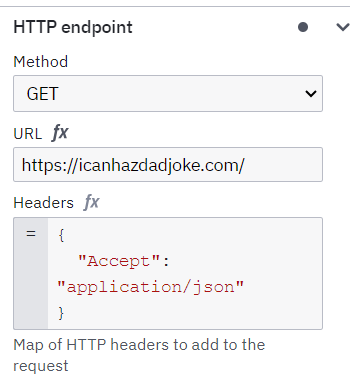 HTTP endpoint
Method
GET
URL fx
https://icanhazdadjoke.com/
Headers fx
= {
"Accept":
"application/json"
}
Map of HTTP headers to add to the
request